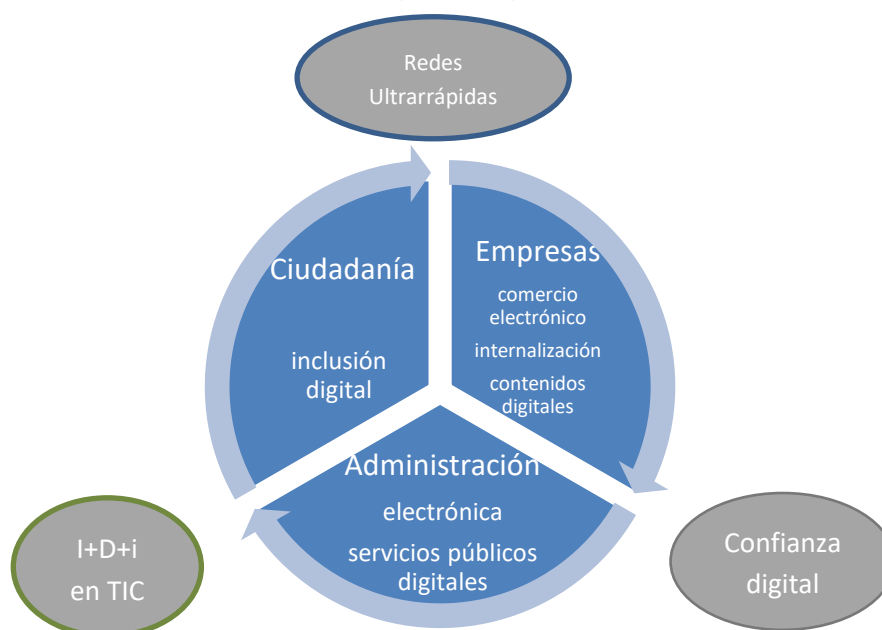 Redes
Ultrarrápidas
Ciudadanía
inclusión
digital
Empresas
comercio
electrónico
internalización
contenidos
digitales
Administración
electrónica
servicios públicos
digitales
I+D+i
en TIC
Confianza
digital